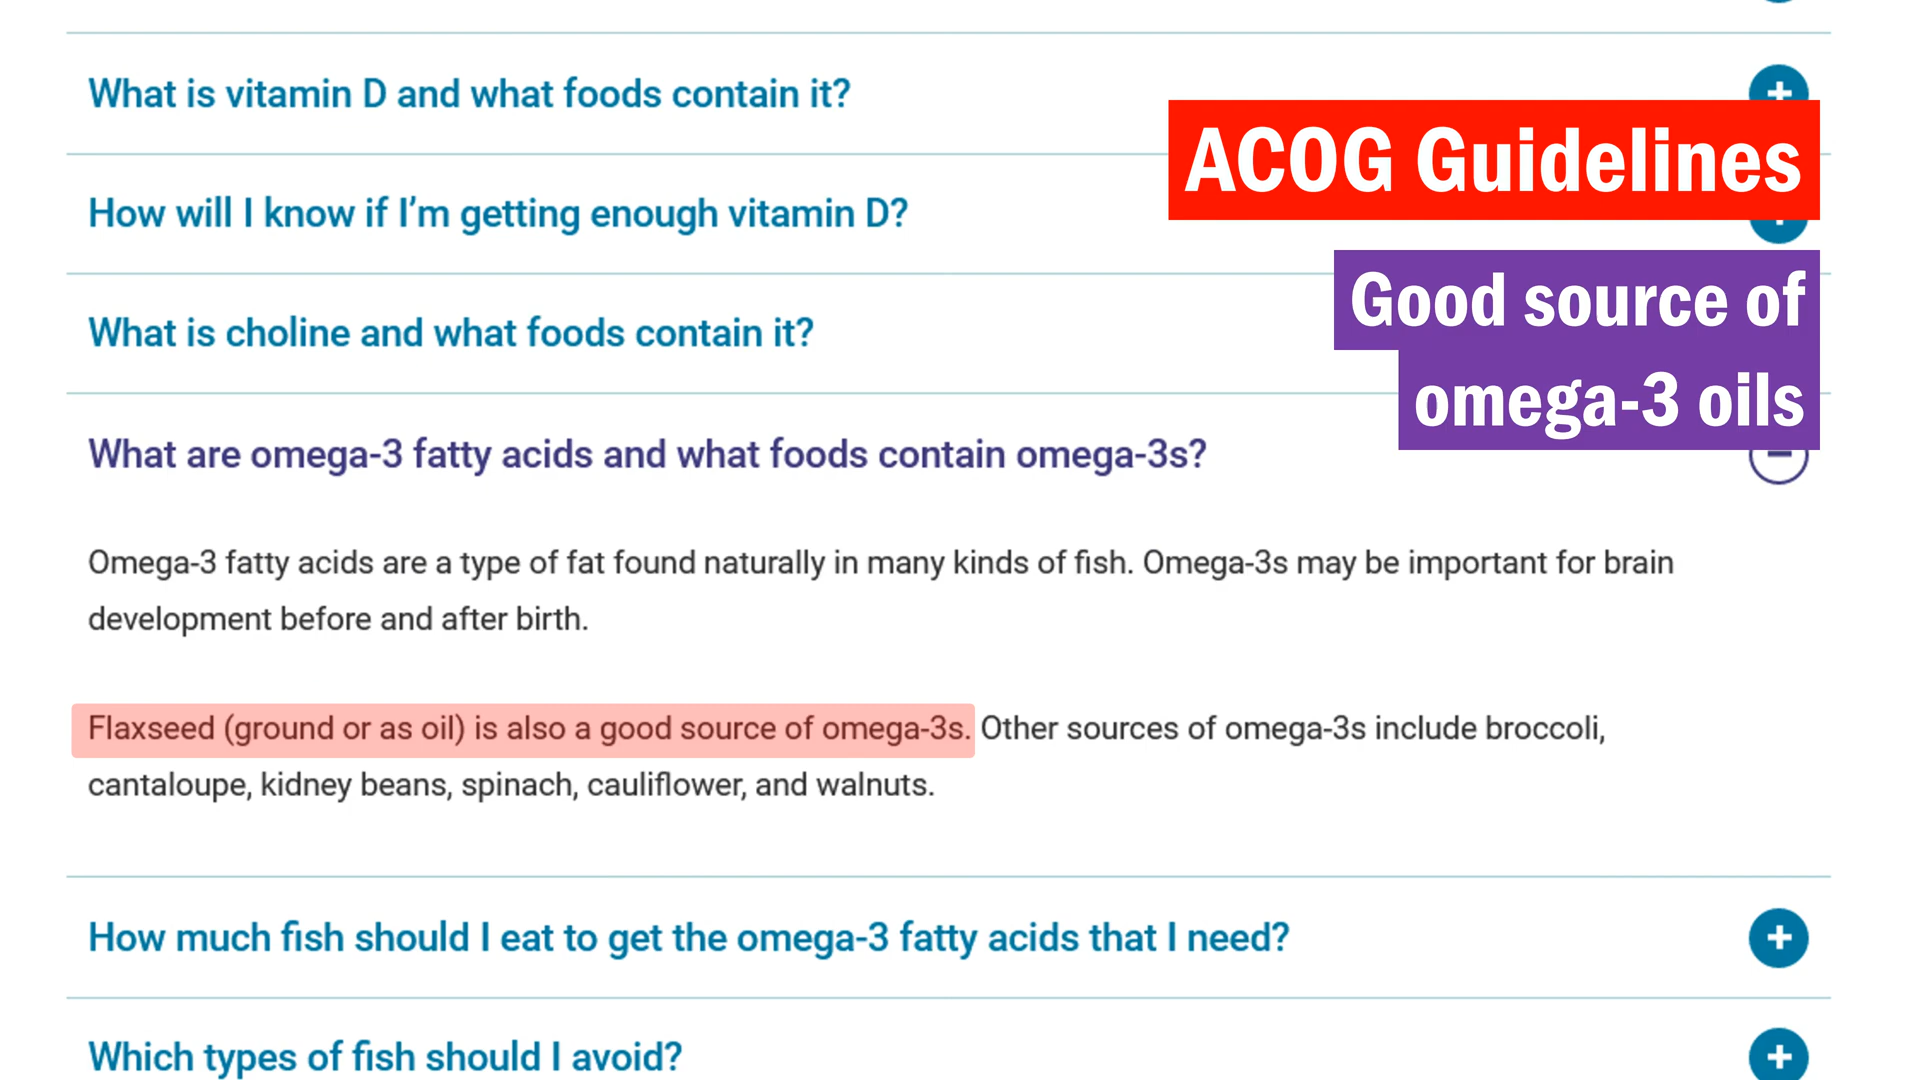 What is vitamin D and what foods contain it?
ACOG Guidelines
How will I know if I’m getting enough vitamin D?
Good source of
What is choline and what foods contain it?
omega-3 oils
What are omega-3 fatty acids and what foods contain omega-3s?
Omega-3 fatty acids are a type of fat found naturally in many kinds of fish. Omega-3s may be important for brain
development before and after birth.
Flaxseed (ground or as oil) is also a good source of omega-3s. Other sources of omega-3s include broccoli,
cantaloupe, kidney beans, spinach, cauliflower, and walnuts.
How much fish should I eat to get the omega-3 fatty acids that I need?
Which types of fish should I avoid?